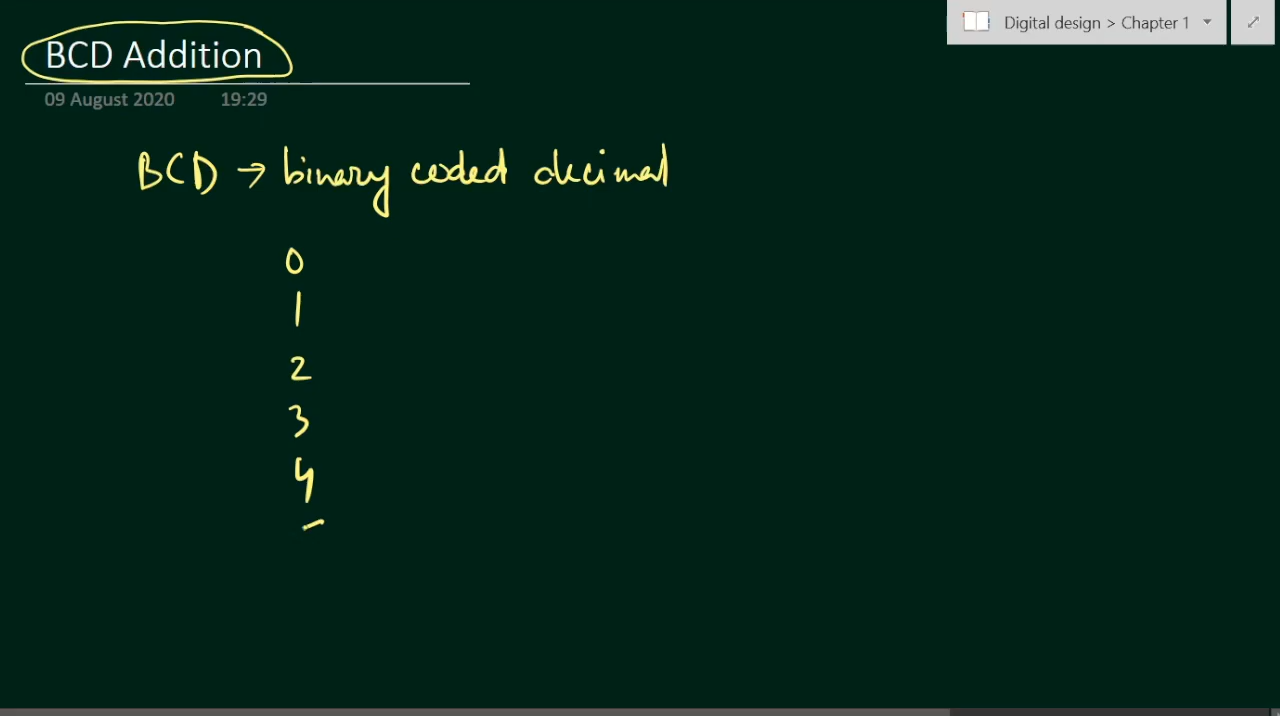 Digital design > Chapter 1
BCD Addition
09 August 2020 19:29
BCD → binary coded decimal
0
1
2
3
4